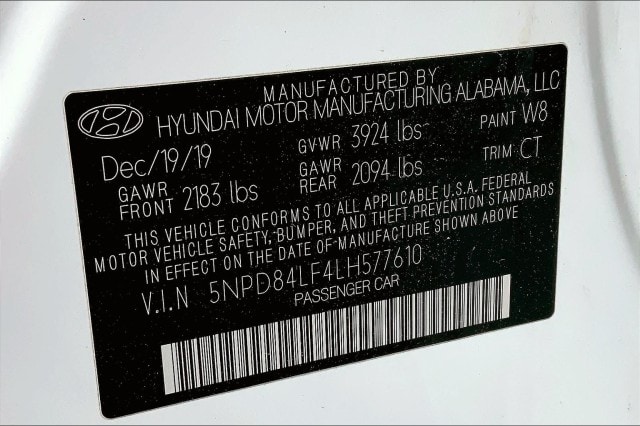 MANUFACTURED BY
HYUNDAI MOTOR MANUFACTURING ALABAMA, LLC
Dec/19/19 GVWR 3924 lbs PAINT W8
GAWR FRONT 2183 lbs GAWR REAR 2094 lbs TRIM CT
THIS VEHICLE CONFORMS TO ALL APPLICABLE U.S.A. FEDERAL
MOTOR VEHICLE SAFETY, BUMPER, AND THEFT PREVENTION STANDARDS
IN EFFECT ON THE DATE OF MANUFACTURE SHOWN ABOVE
V.I.N 5NPD84LF4LH577610
PASSENGER CAR